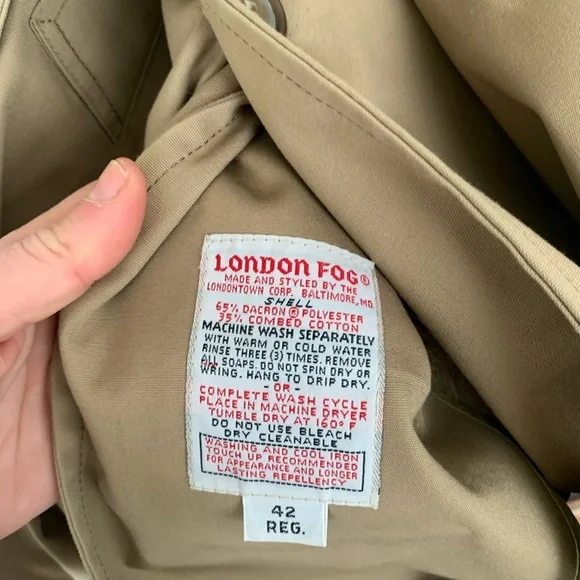 LONDON FOG®
MADE AND STYLED BY THE
LONDONTOWN CORP. BALTIMORE, MD.
SHELL
65% DACRON ® POLYESTER
35% COMBED COTTON
MACHINE WASH SEPARATELY
WITH WARM OR COLD WATER
RINSE THREE (3) TIMES. REMOVE
ALL SOAPS. DO NOT SPIN DRY OR
WRING. HANG TO DRIP DRY.
- OR -
COMPLETE WASH CYCLE
PLACE IN MACHINE DRYER
TUMBLE DRY AT 160° F
DO NOT USE BLEACH
DRY CLEANABLE
WASHING AND COOL IRON
TOUCH UP RECOMMENDED
FOR APPEARANCE AND LONGER
LASTING REPELLENCY
42
REG.